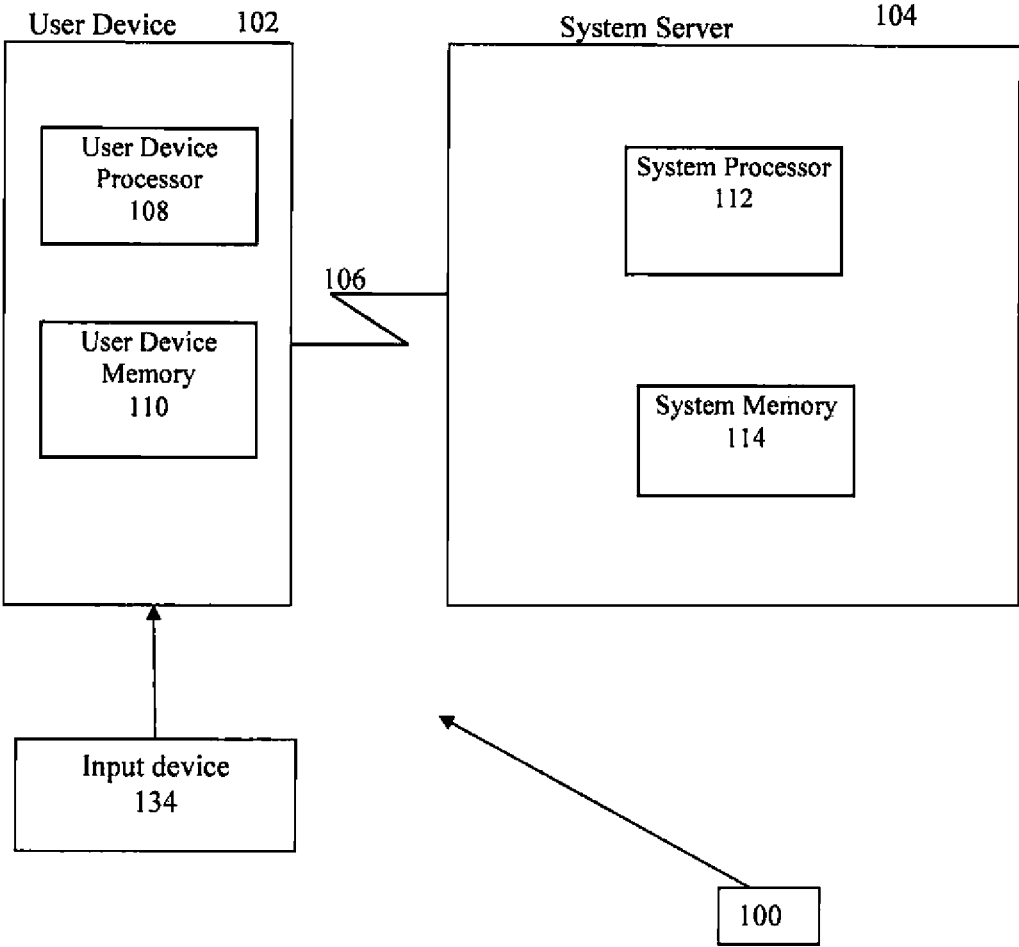 User Device 102
System Server 104
User Device
Processor
108
System Processor
112
106
User Device
Memory
110
System Memory
114
Input device
134
100